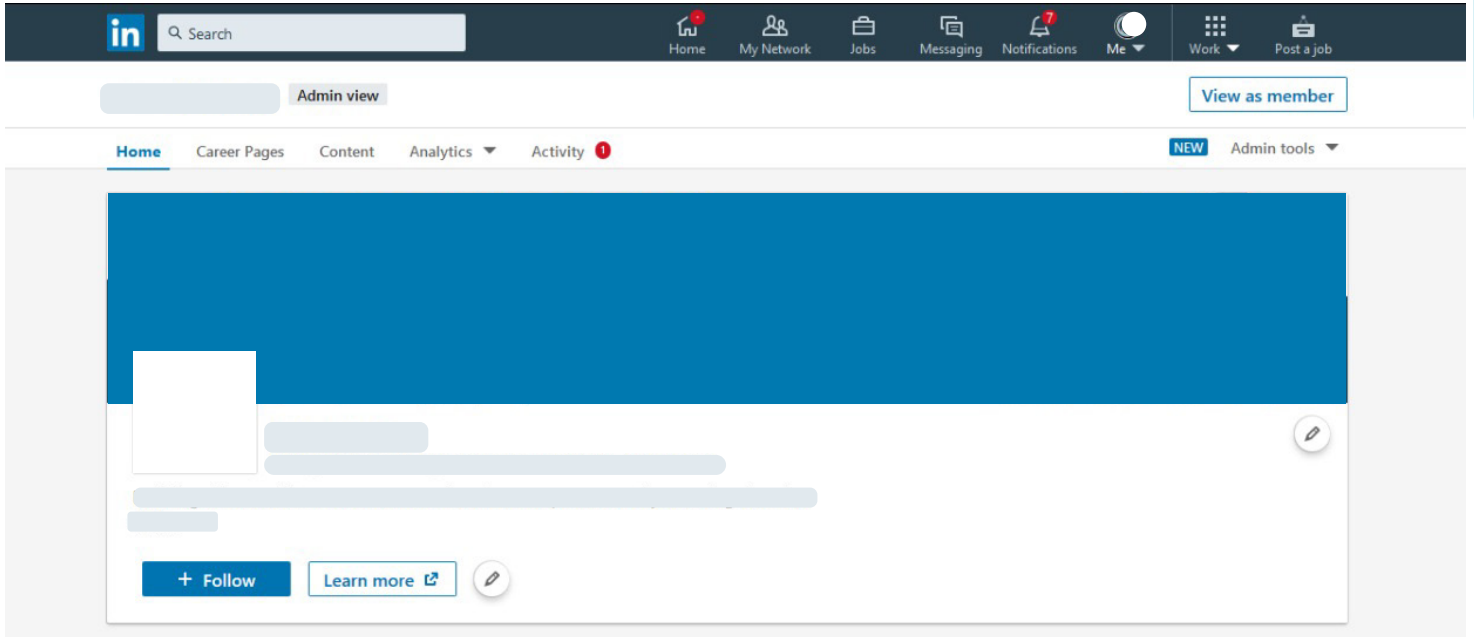 in Search Home My Network Jobs Messaging 7 Notifications Me Work Post a job
Admin view View as member
Home Career Pages Content Analytics Activity 1 NEW Admin tools
+ Follow Learn more